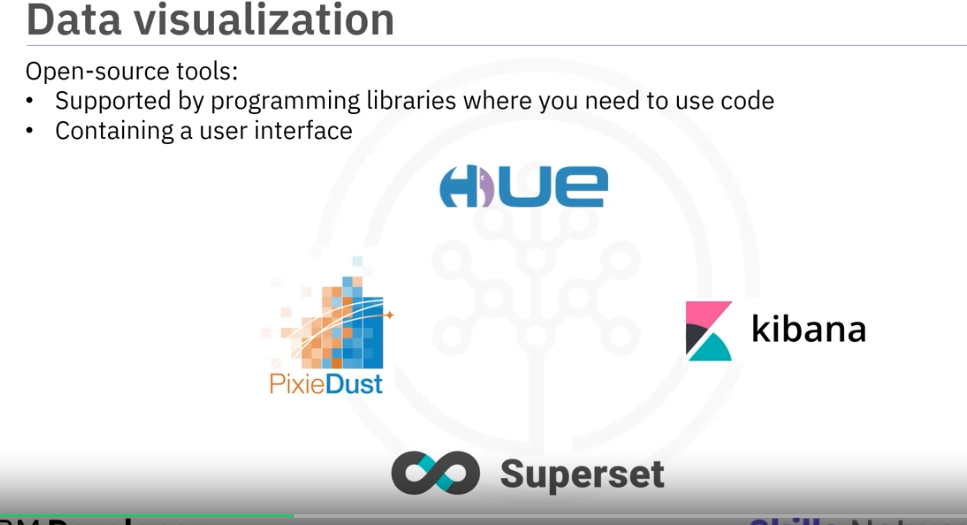 Data visualization
Open-source tools:
• Supported by programming libraries where you need to use code
• Containing a user interface
HUE
PixieDust
kibana
Superset